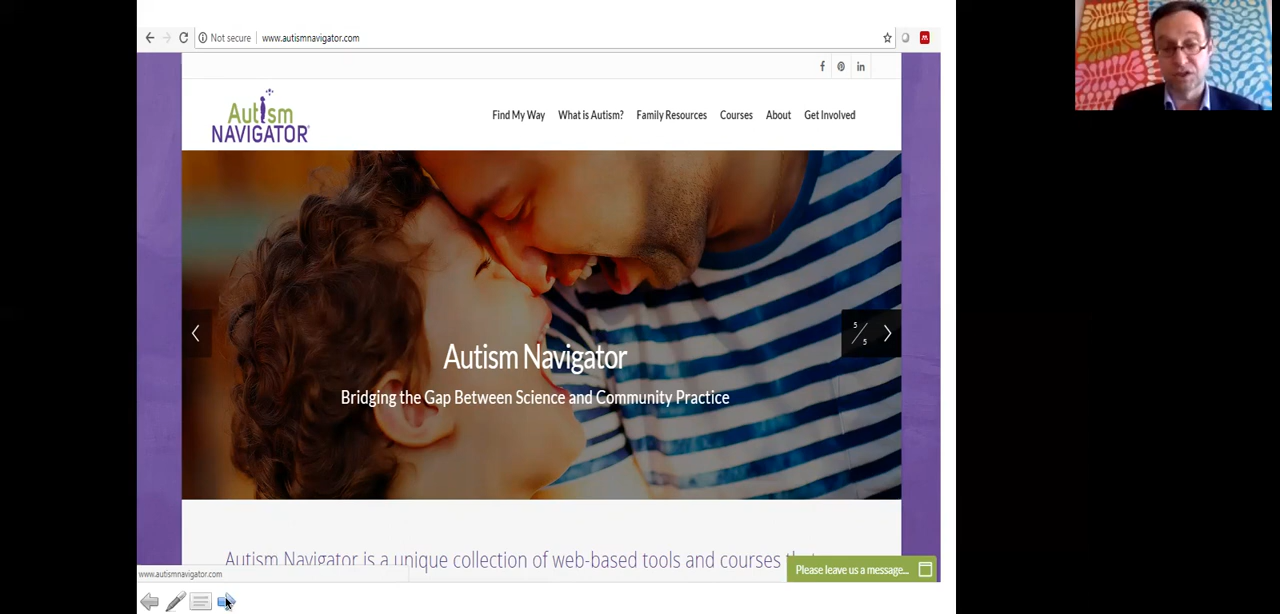 Not secure
www.autismnavigator.com
Autism
NAVIGATOR
Find My Way
What is Autism?
Family Resources
Courses
About
Get Involved
5/5
Autism Navigator
Bridging the Gap Between Science and Community Practice
Autism Navigator is a unique collection of web-based tools and courses
Please leave us a message...
www.autismnavigator.com